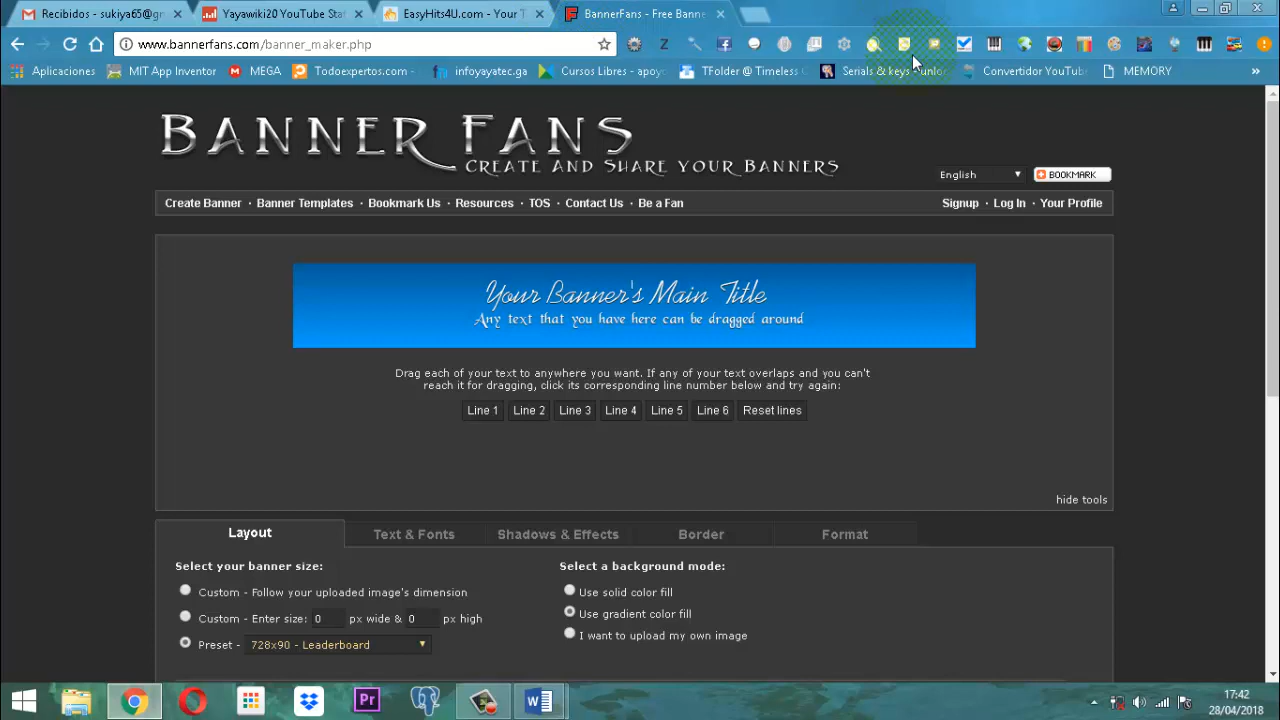 Recibidos - sukiya65@gr
Yayawiki20 YouTube Stat
EasyHits4U.com - Your T
BannerFans - Free Banne
www.bannerfans.com/banner_maker.php
Aplicaciones
MIT App Inventor
MEGA
Todoexpertos.com -
infoyayatec.ga
Cursos Libres - apoy
TFolder @ Timeless
Serials & keys - unlo
Convertidor YouTub
MEMORY
»
BANNER FANS
CREATE AND SHARE YOUR BANNERS
English
BOOKMARK
Create Banner · Banner Templates · Bookmark Us · Resources · TOS · Contact Us · Be a Fan
Signup · Log In · Your Profile
Your Banner's Main Title
Any text that you have here can be dragged around
Drag each of your text to anywhere you want. If any of your text overlaps and you can't
reach it for dragging, click its corresponding line number below and try again:
Line 1 Line 2 Line 3 Line 4 Line 5 Line 6 Reset lines
hide tools
Layout
Text & Fonts
Shadows & Effects
Border
Format
Select your banner size:
Custom - Follow your uploaded image's dimension
Custom - Enter size: 0 px wide & 0 px high
Preset - 728x90 - Leaderboard
Select a background mode:
Use solid color fill
Use gradient color fill
I want to upload my own image
Pr
17:42
28/04/2018